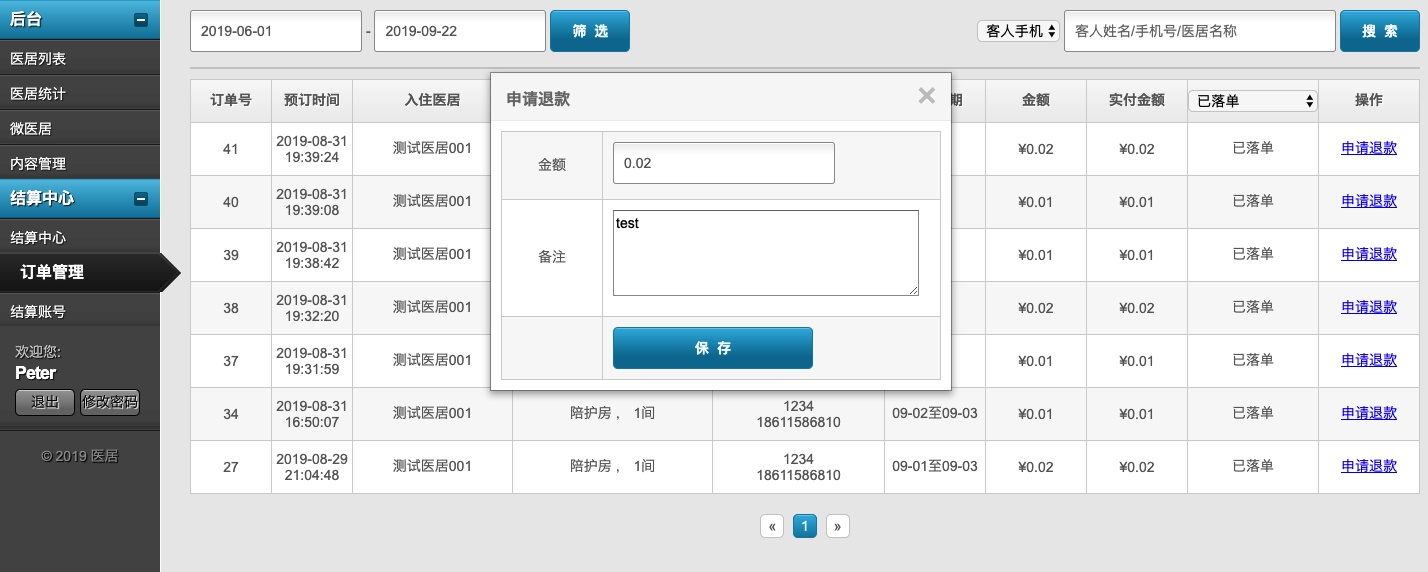 后台
医居列表
医居统计
微医居
内容管理
结算中心
结算中心
订单管理
结算账号
欢迎您:
Peter
退出 修改密码
© 2019 医居
2019-06-01 - 2019-09-22 筛 选 客人手机 客人姓名/手机号/医居名称 搜 索
订单号 预订时间 入住医居 期 金额 实付金额 已落单 操作
41 2019-08-31 19:39:24 测试医居001 ¥0.02 ¥0.02 已落单 申请退款
40 2019-08-31 19:39:08 测试医居001 ¥0.01 ¥0.01 已落单 申请退款
39 2019-08-31 19:38:42 测试医居001 ¥0.01 ¥0.01 已落单 申请退款
38 2019-08-31 19:32:20 测试医居001 ¥0.02 ¥0.02 已落单 申请退款
37 2019-08-31 19:31:59 测试医居001 ¥0.01 ¥0.01 已落单 申请退款
34 2019-08-31 16:50:07 测试医居001 陪护房， 1间 1234 18611586810 09-02至09-03 ¥0.01 ¥0.01 已落单 申请退款
27 2019-08-29 21:04:48 测试医居001 陪护房， 1间 1234 18611586810 09-01至09-03 ¥0.02 ¥0.02 已落单 申请退款
« 1 »
申请退款 ×
金额 0.02
备注 test
保 存